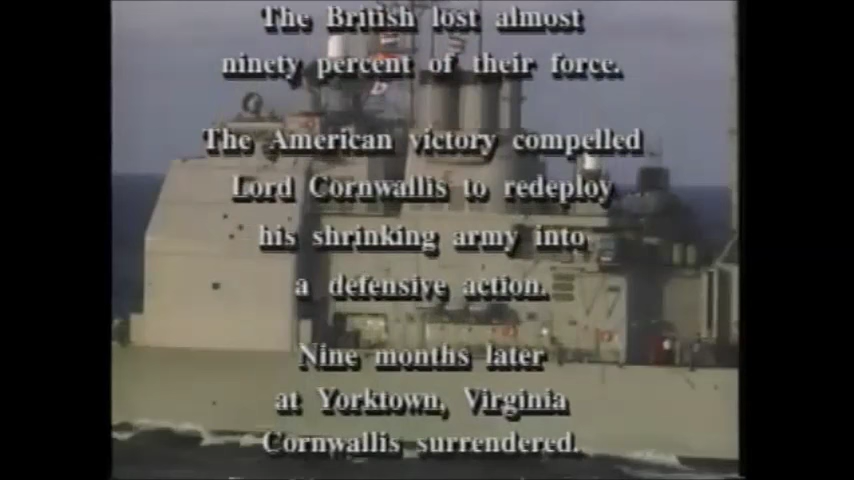 The British lost almost
ninety percent of their force.
The American victory compelled
Lord Cornwallis to redeploy
his shrinking army into
a defensive action.
Nine months later
at Yorktown, Virginia
Cornwallis surrendered.